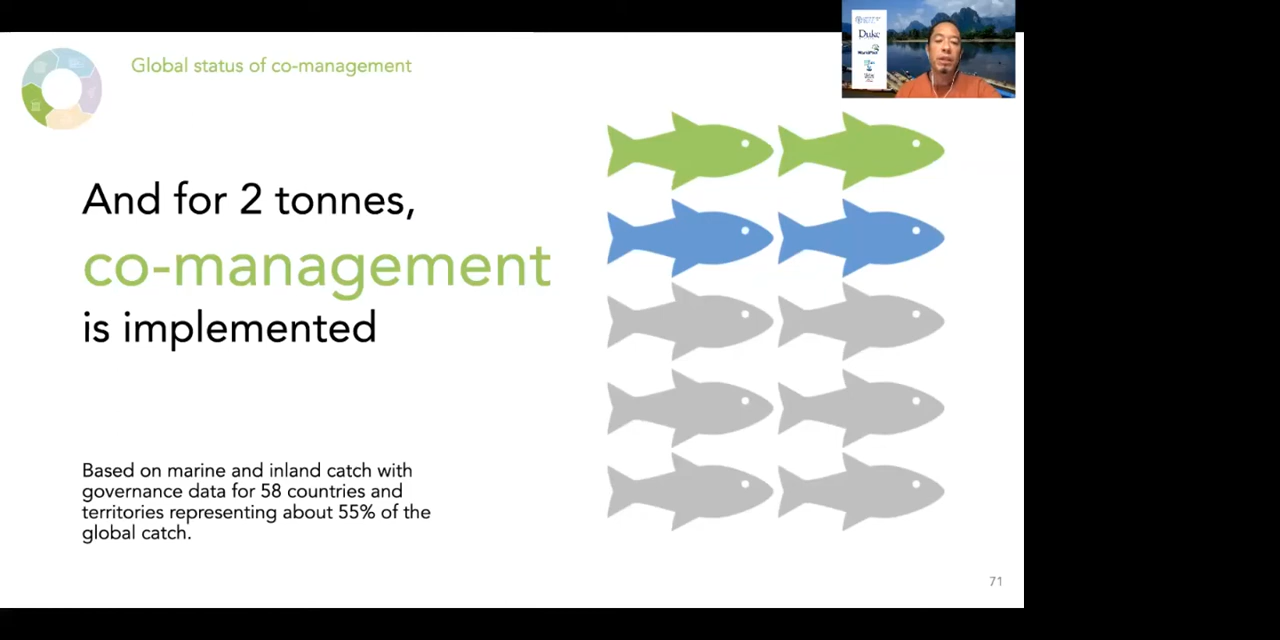 Global status of co-management
Duke
And for 2 tonnes,
co-management
is implemented
Based on marine and inland catch with
governance data for 58 countries and
territories representing about 55% of the
global catch.
71